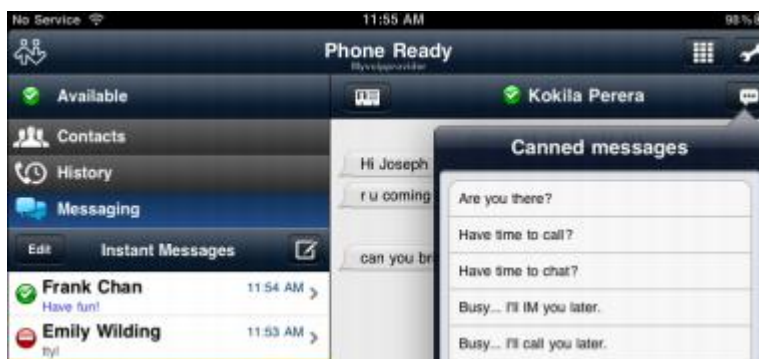 No Service
11:55 AM
98%
Phone Ready
Available
Kokila Perera
Contacts
Canned messages
History
Hi Joseph
Are you there?
r u coming
Messaging
Have time to call?
Edit
Instant Messages
can you br
Have time to chat?
Frank Chan
11:54 AM
Have fun!
Busy... I'll IM you later.
Emily Wilding
11:53 AM
ttyl
Busy... I'll call you later.